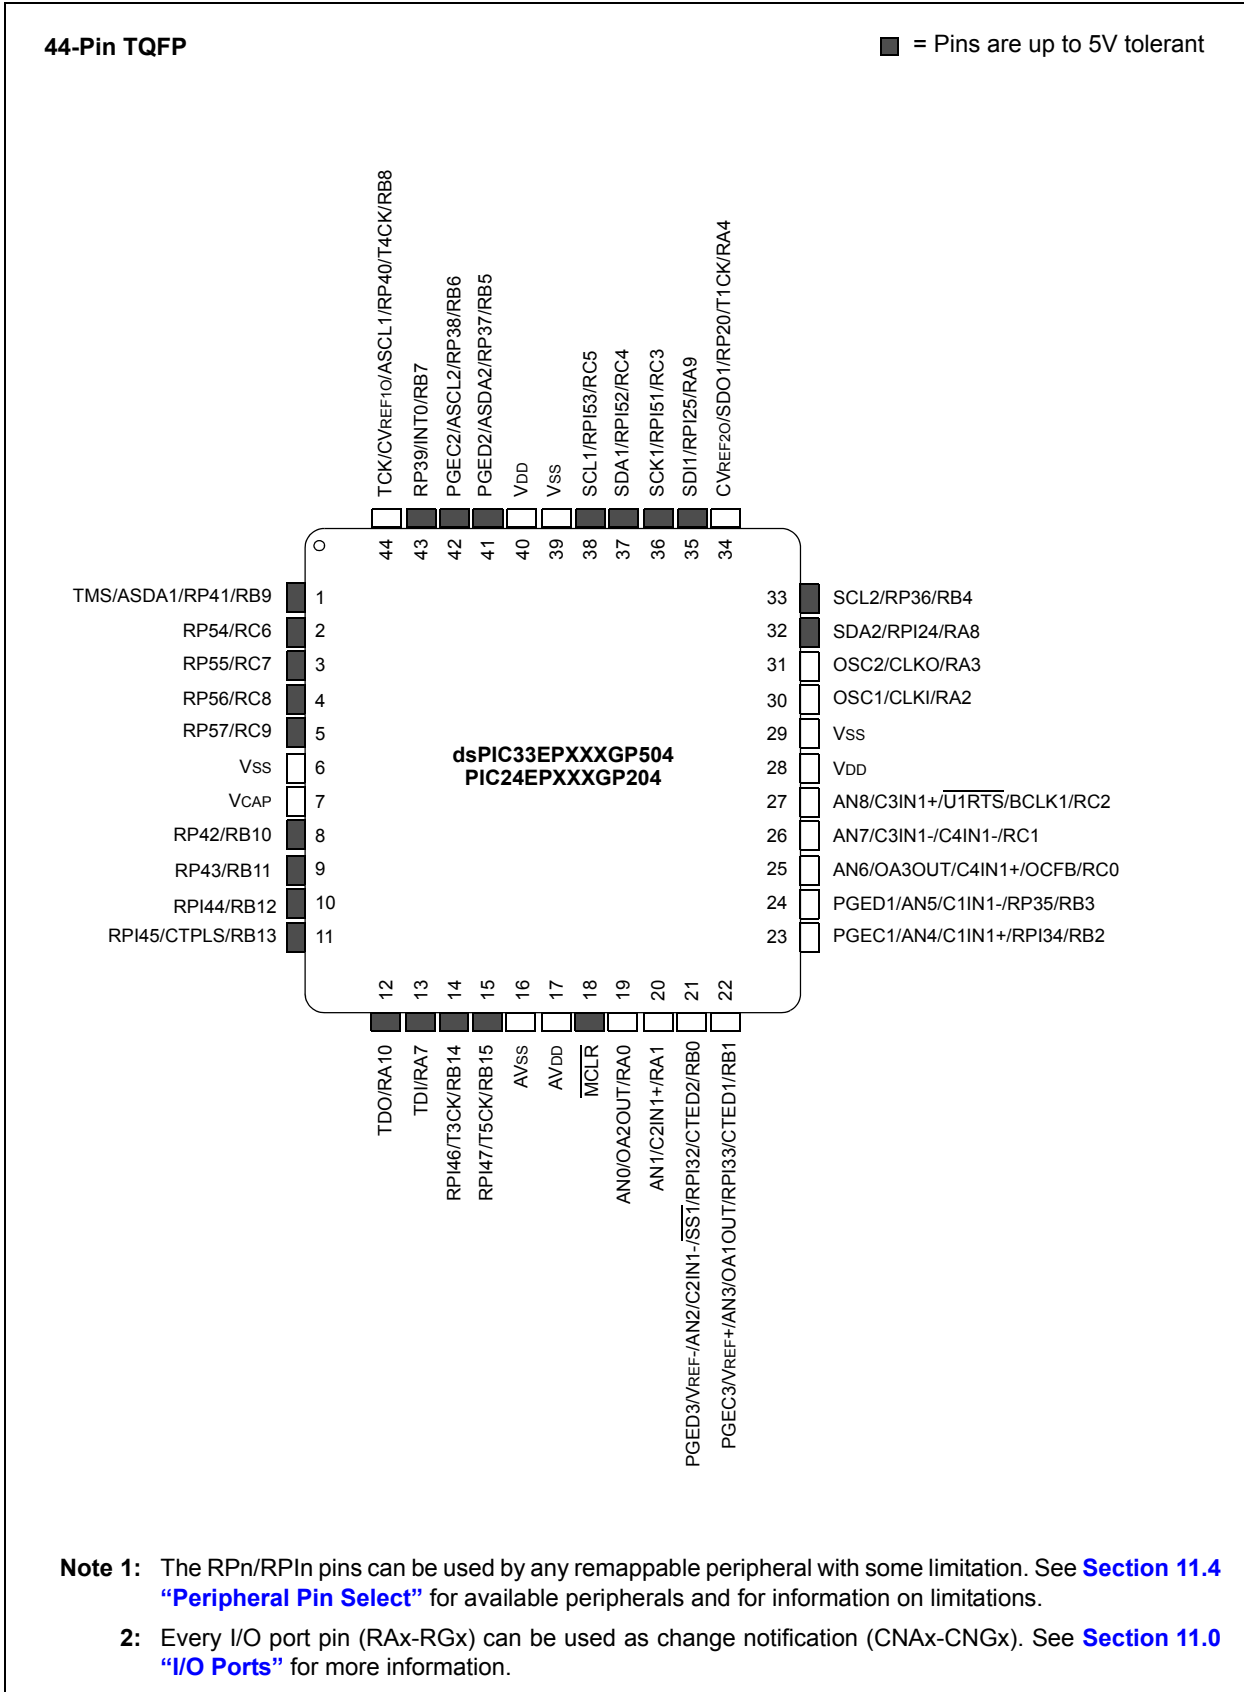 44-Pin TQFP
= Pins are up to 5V tolerant
TCK/CVREF1O/ASCL1/RP40/T4CK/RB8
RP39/INT0/RB7
PGEC2/ASCL2/RP38/RB6
PGED2/ASDA2/RP37/RB5
VDD
VSS
SCL1/RPI53/RC5
SDA1/RPI52/RC4
SCK1/RPI51/RC3
SDI1/RPI25/RA9
CVREF2O/SDO1/RP20/T1CK/RA4
44
43
42
41
40
39
38
37
36
35
34
TMS/ASDA1/RP41/RB9 1
RP54/RC6 2
RP55/RC7 3
RP56/RC8 4
RP57/RC9 5
VSS 6
VCAP 7
RP42/RB10 8
RP43/RB11 9
RPI44/RB12 10
RPI45/CTPLS/RB13 11
dsPIC33EPXXXGP504
PIC24EPXXXGP204
33 SCL2/RP36/RB4
32 SDA2/RPI24/RA8
31 OSC2/CLKO/RA3
30 OSC1/CLKI/RA2
29 VSS
28 VDD
27 AN8/C3IN1+/U1RTS/BCLK1/RC2
26 AN7/C3IN1-/C4IN1-/RC1
25 AN6/OA3OUT/C4IN1+/OCFB/RC0
24 PGED1/AN5/C1IN1-/RP35/RB3
23 PGEC1/AN4/C1IN1+/RPI34/RB2
12
13
14
15
16
17
18
19
20
21
22
TDO/RA10
TDI/RA7
RPI46/T3CK/RB14
RPI47/T5CK/RB15
AVSS
AVDD
MCLR
AN0/OA2OUT/RA0
AN1/C2IN1+/RA1
PGED3/VREF-/AN2/C2IN1-/SS1/RPI32/CTED2/RB0
PGEC3/VREF+/AN3/OA1OUT/RPI33/CTED1/RB1
Note 1: The RPn/RPIn pins can be used by any remappable peripheral with some limitation. See Section 11.4
“Peripheral Pin Select” for available peripherals and for information on limitations.
2: Every I/O port pin (RAx-RGx) can be used as change notification (CNAx-CNGx). See Section 11.0
“I/O Ports” for more information.